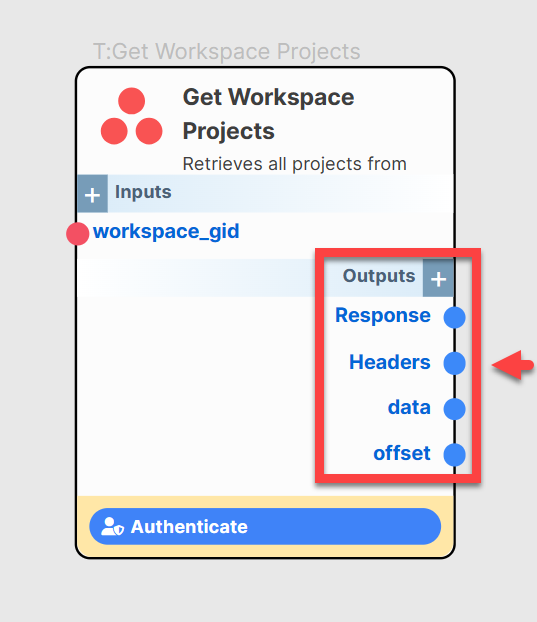 T:Get Workspace Projects
Get Workspace
Projects
Retrieves all projects from
+ Inputs
workspace_gid
Outputs +
Response
Headers
data
offset
Authenticate